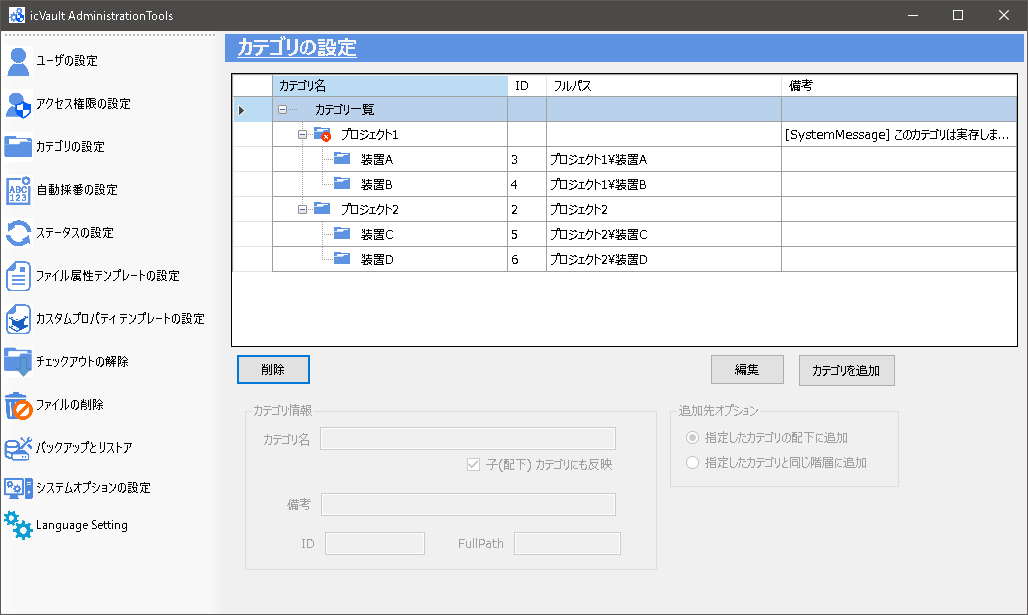 icVault AdministrationTools
ユーザの設定
アクセス権限の設定
カテゴリの設定
自動採番の設定
ステータスの設定
ファイル属性テンプレートの設定
カスタムプロパティテンプレートの設定
チェックアウトの解除
ファイルの削除
バックアップとリストア
システムオプションの設定
Language Setting
カテゴリの設定
カテゴリ名 ID フルパス 備考
カテゴリ一覧
プロジェクト1 [SystemMessage] このカテゴリは実存しま...
装置A 3 プロジェクト1¥装置A
装置B 4 プロジェクト1¥装置B
プロジェクト2 2 プロジェクト2
装置C 5 プロジェクト2¥装置C
装置D 6 プロジェクト2¥装置D
削除 編集 カテゴリを追加
カテゴリ情報
カテゴリ名
子(配下) カテゴリにも反映
備考
ID FullPath
追加先オプション
指定したカテゴリの配下に追加
指定したカテゴリと同じ階層に追加
ABC
123